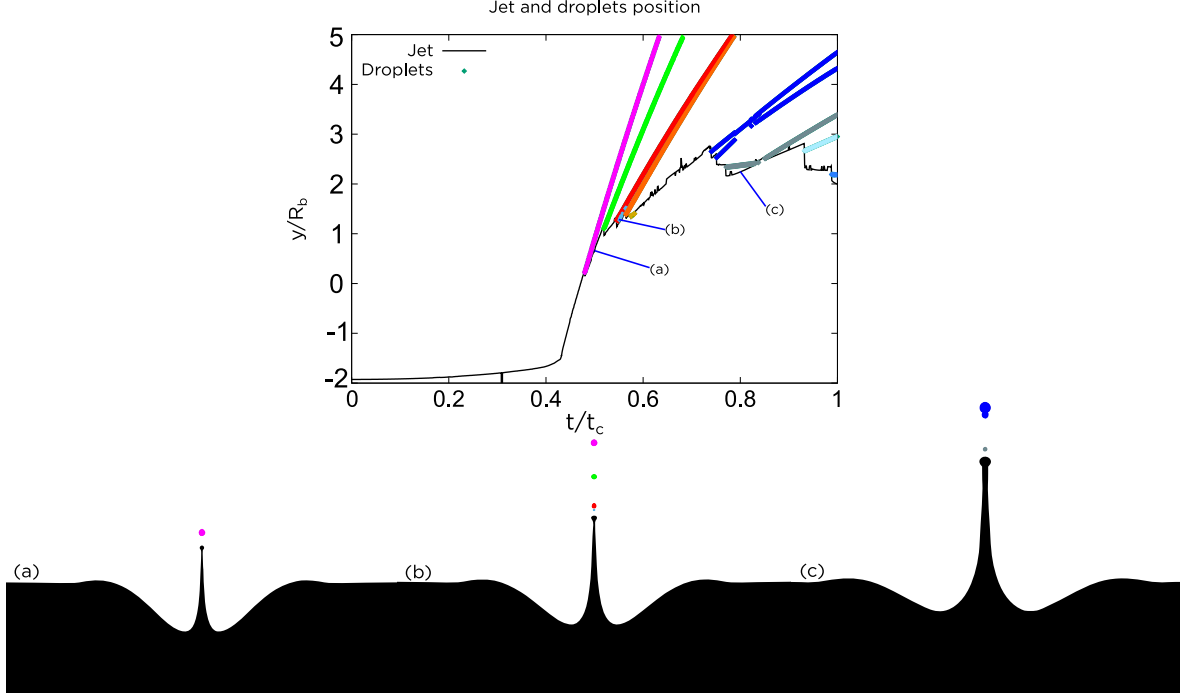 Jet and droplets position
5
Jet
Droplets
4
3
2
1
0
-1
-2
y/R_b
(a)
(b)
(c)
0 0.2 0.4 0.6 0.8 1
t/t_c
(a) (b) (c)